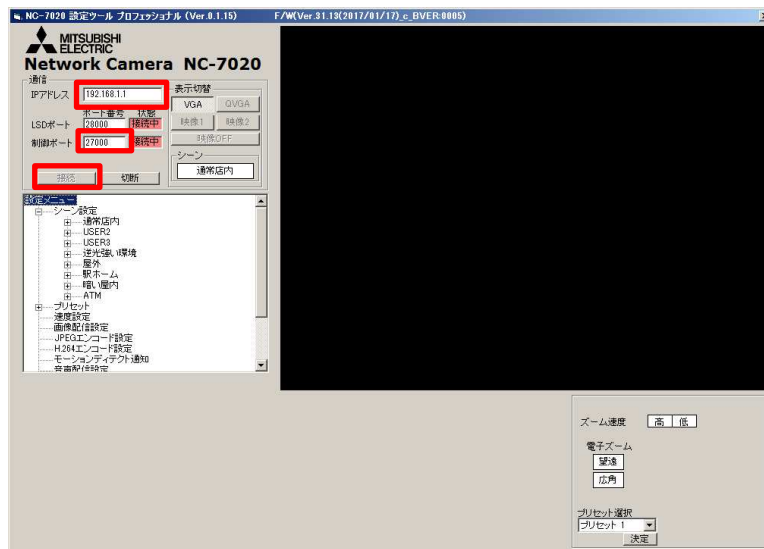 NC-7020 設定ツール プロフェッショナル (Ver.0.1.15) F/W(Ver.31.13(2017/01/17)_c_BVER:0005)
MITSUBISHI
ELECTRIC
Network Camera NC-7020
通信
IPアドレス 192.168.1.1
ポート番号 状態
LSDポート 28000 接続中
制御ポート 27000 接続中
接続 切断
表示切替
VGA QVGA
映像1 映像2
映像OFF
シーン
通常店内
設定メニュー
シーン設定
通常店内
USER2
USER3
逆光強い環境
屋外
駅ホーム
暗い屋内
ATM
プリセット
速度設定
画像配信設定
JPEGエンコード設定
H.264エンコード設定
モーションディテクト通知
音声配信設定
ズーム速度 高 低
電子ズーム
望遠
広角
プリセット選択
プリセット 1
決定